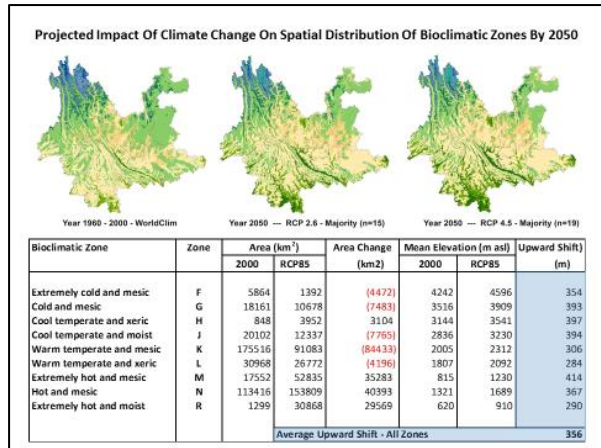 Projected Impact Of Climate Change On Spatial Distribution Of Bioclimatic Zones By 2050
Year 1960 - 2000 - WorldClim Year 2050 --- RCP 2.6 - Majority (n=15) Year 2050 --- RCP 4.5 - Majority (n=19)
Bioclimatic Zone Zone Area (km²) Area Change Mean Elevation (m asl) Upward Shift)
2000 RCP85 (km2) 2000 RCP85 (m)
Extremely cold and mesic F 5864 1392 (4472) 4242 4596 354
Cold and mesic G 18161 10678 (7483) 3516 3909 393
Cool temperate and xeric H 848 3952 3104 3144 3541 397
Cool temperate and moist J 20102 12337 (7765) 2836 3230 394
Warm temperate and mesic K 175516 91083 (84433) 2005 2312 306
Warm temperate and xeric L 30968 26772 (4196) 1807 2092 284
Extremely hot and mesic M 17552 52835 35283 815 1230 414
Hot and mesic N 113416 153809 40393 1321 1689 367
Extremely hot and moist R 1299 30868 29569 620 910 290
Average Upward Shift - All Zones 356